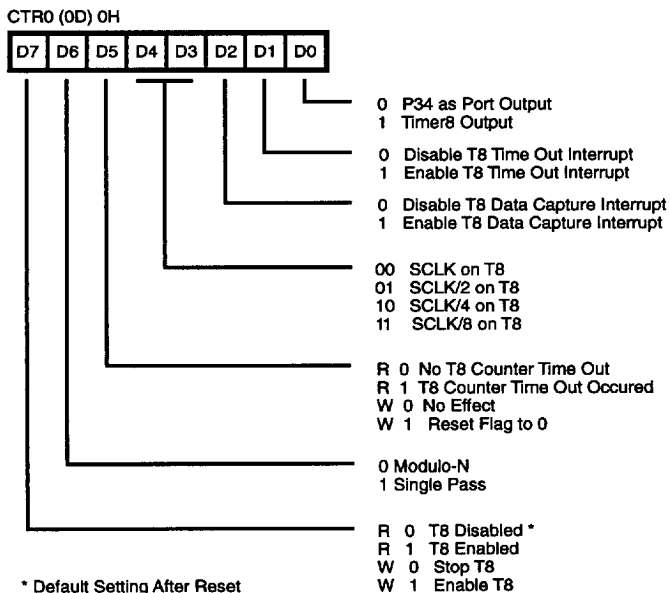 CTR0 (0D) 0H
D7 D6 D5 D4 D3 D2 D1 D0
0 P34 as Port Output
1 Timer8 Output
0 Disable T8 Time Out Interrupt
1 Enable T8 Time Out Interrupt
0 Disable T8 Data Capture Interrupt
1 Enable T8 Data Capture Interrupt
00 SCLK on T8
01 SCLK/2 on T8
10 SCLK/4 on T8
11 SCLK/8 on T8
R 0 No T8 Counter Time Out
R 1 T8 Counter Time Out Occured
W 0 No Effect
W 1 Reset Flag to 0
0 Modulo-N
1 Single Pass
R 0 T8 Disabled *
R 1 T8 Enabled
W 0 Stop T8
W 1 Enable T8
* Default Setting After Reset